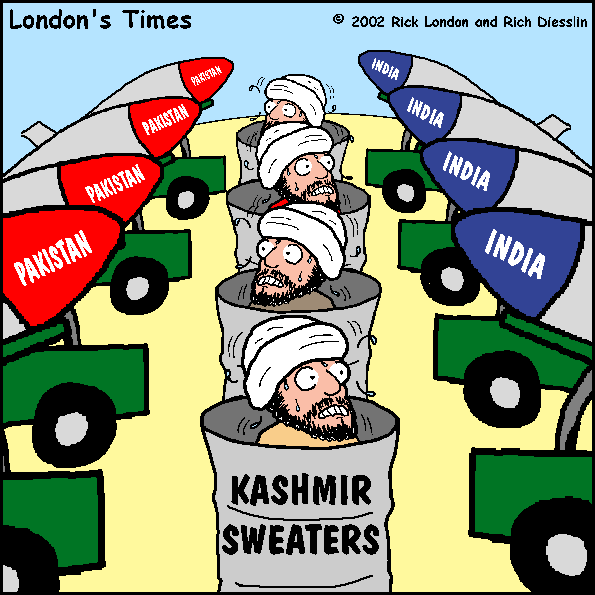 London's Times
© 2002 Rick London and Rich Diesslin
PAKISTAN
PAKISTAN
PAKISTAN
PAKISTAN
INDIA
INDIA
INDIA
INDIA
KASHMIR
SWEATERS